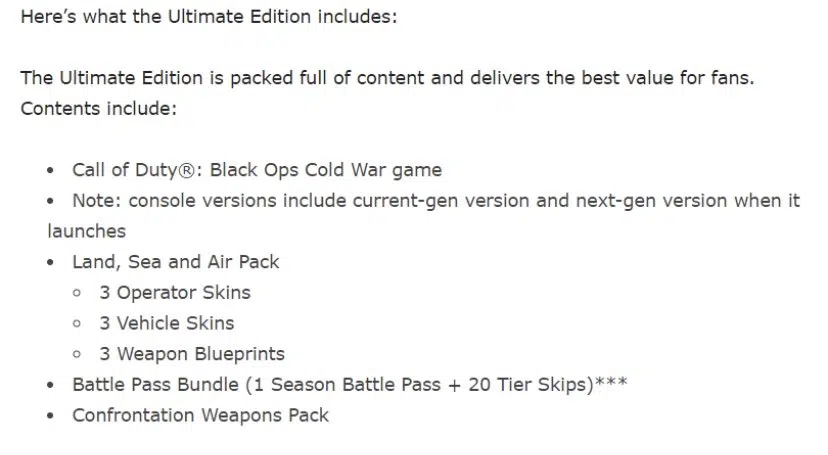 Here’s what the Ultimate Edition includes:
The Ultimate Edition is packed full of content and delivers the best value for fans.
Contents include:
• Call of Duty®: Black Ops Cold War game
• Note: console versions include current-gen version and next-gen version when it
launches
• Land, Sea and Air Pack
◦ 3 Operator Skins
◦ 3 Vehicle Skins
◦ 3 Weapon Blueprints
• Battle Pass Bundle (1 Season Battle Pass + 20 Tier Skips)***
• Confrontation Weapons Pack